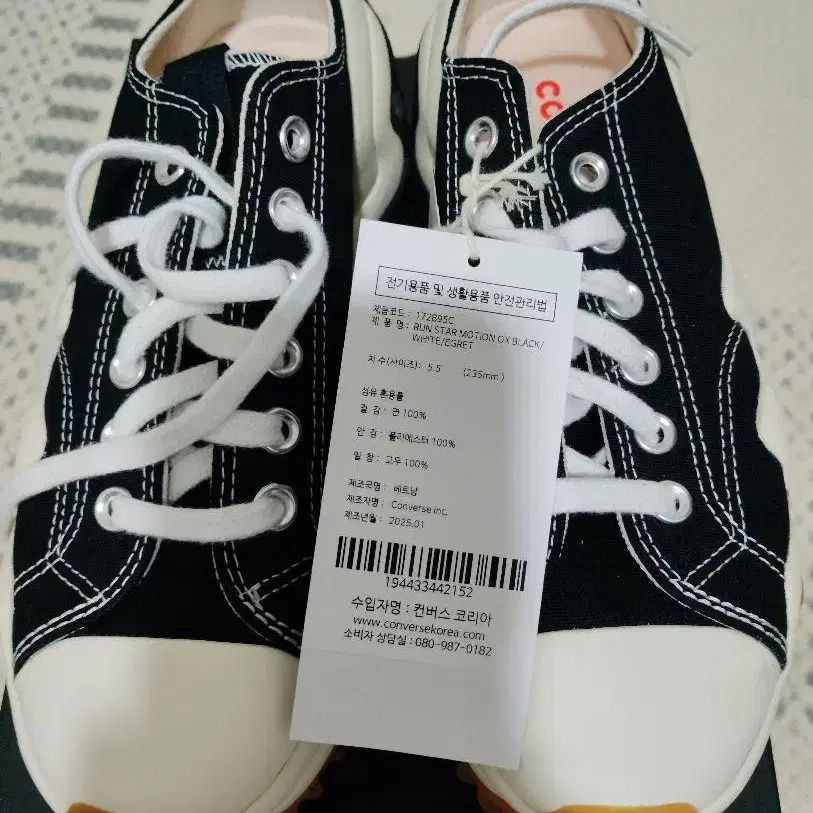 CO
전기용품 및 생활용품 안전관리법
제품코드 : 172895C
제 품 명 : RUN STAR MOTION OX BLACK/
WHITE/EGRET
치 수(사이즈) : 5.5 (235mm)
섬유 혼용률
겉 감 : 면 100%
안 감 : 폴리에스터 100%
밑 창 : 고무 100%
제조국명 : 베트남
제조자명 : Converse Inc.
제조년월 : 2025.01
194433442152
수입자명 : 컨버스 코리아
www.conversekorea.com
소비자 상담실 : 080-987-0182